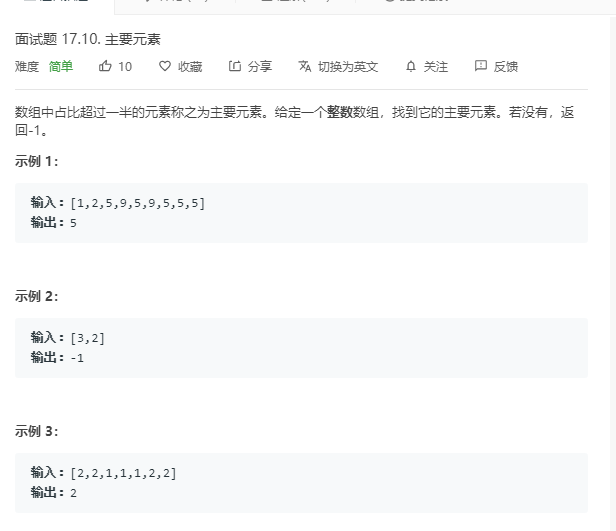 面试题 17.10. 主要元素
难度 简单 10 收藏 分享 切换为英文 关注 反馈
数组中占比超过一半的元素称之为主要元素。给定一个整数数组，找到它的主要元素。若没有，返
回-1。
示例 1：
输入：[1,2,5,9,5,9,5,5,5]
输出：5
示例 2：
输入：[3,2]
输出：-1
示例 3：
输入：[2,2,1,1,1,2,2]
输出：2